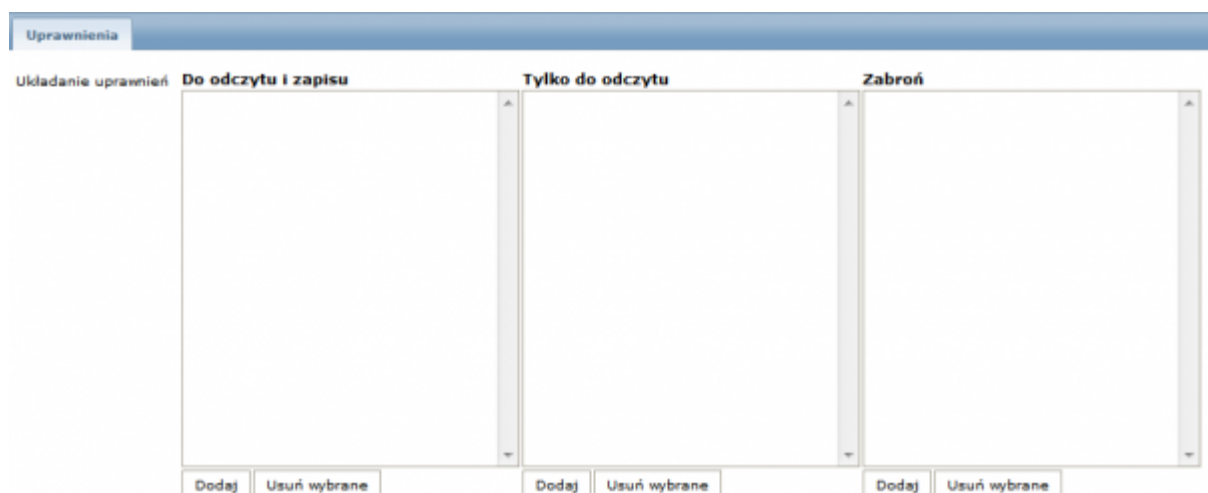 Uprawnienia
Układanie uprawnień Do odczytu i zapisu Tylko do odczytu Zabroń
Dodaj Usuń wybrane Dodaj Usuń wybrane Dodaj Usuń wybrane